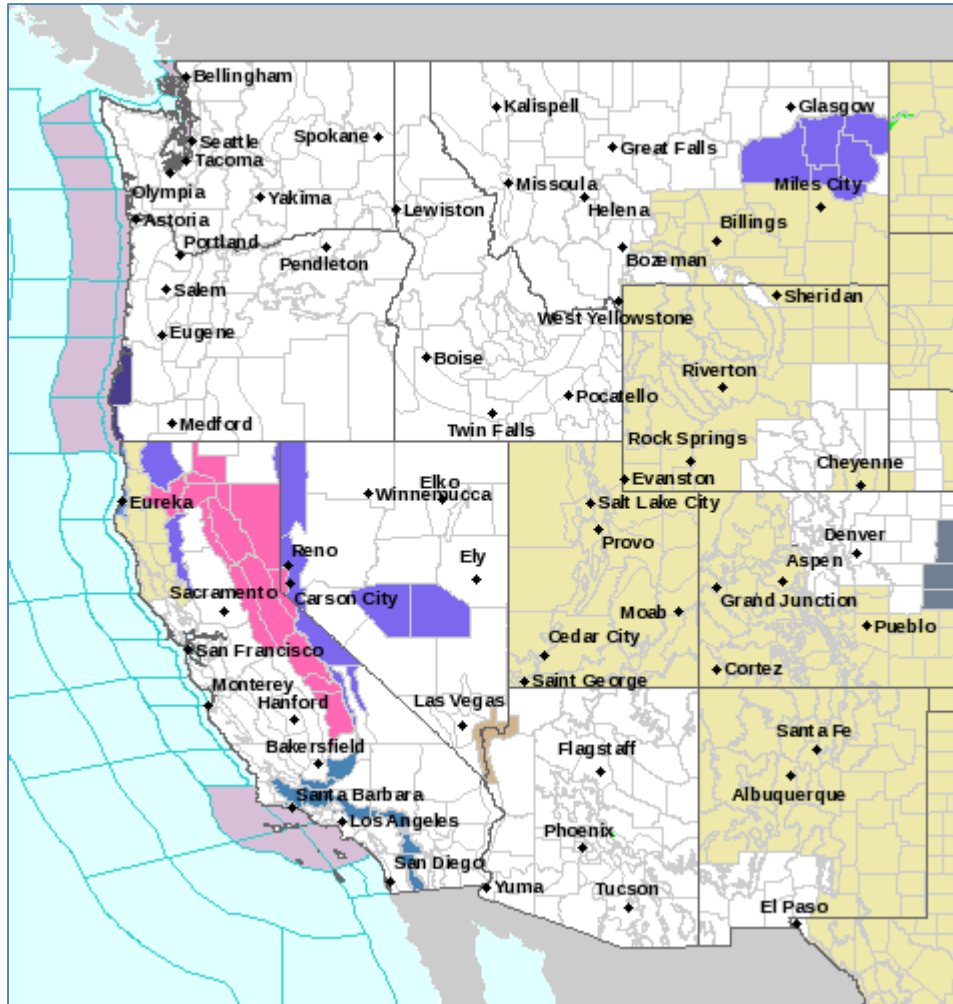 Bellingham
Kalispell
Glasgow
Seattle
Spokane
Great Falls
Tacoma
Olympia
Missoula
Miles City
Yakima
Lewiston
Helena
Astoria
Billings
Portland
Pendleton
Bozeman
Salem
Sheridan
West Yellowstone
Eugene
Boise
Riverton
Pocatello
Medford
Twin Falls
Rock Springs
Cheyenne
Elko
Evanston
Winnemucca
Eureka
Salt Lake City
Provo
Denver
Reno
Ely
Aspen
Sacramento
Carson City
Grand Junction
Moab
Pueblo
Cedar City
San Francisco
Cortez
Saint George
Monterey
Hanford
Las Vegas
Bakersfield
Flagstaff
Santa Fe
Santa Barbara
Albuquerque
Los Angeles
Phoenix
San Diego
Yuma
Tucson
El Paso